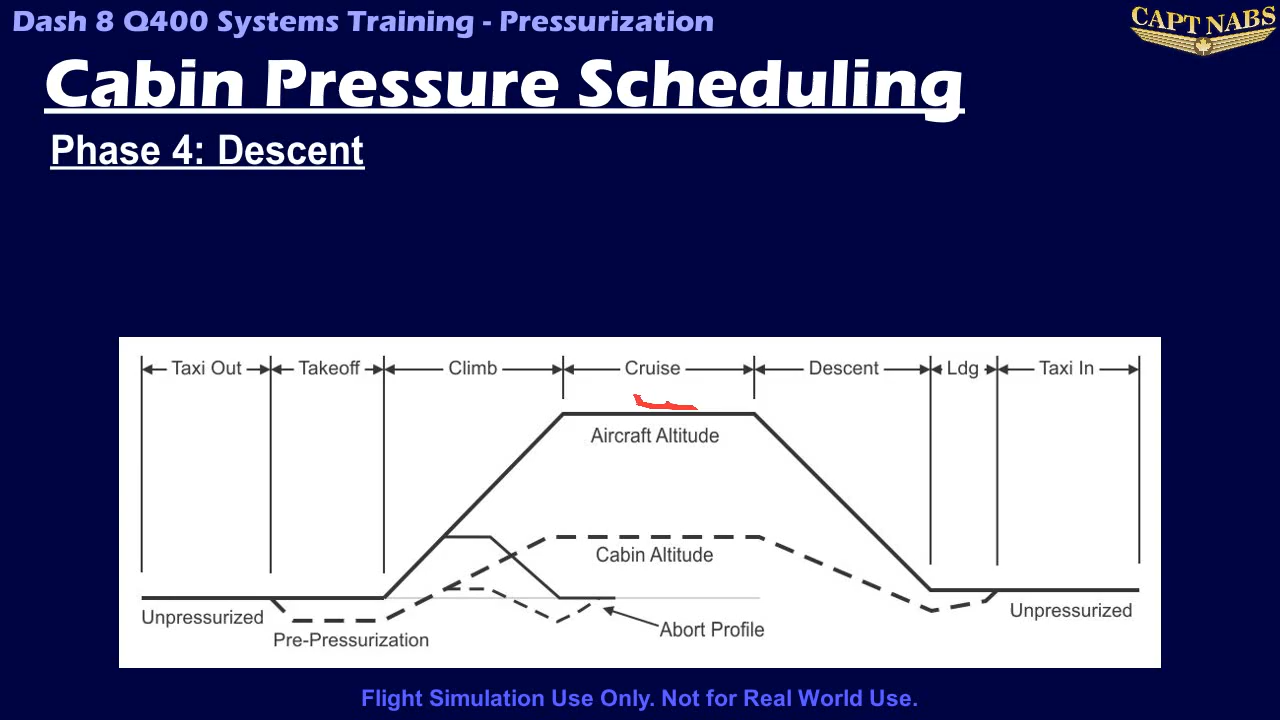 Dash 8 Q400 Systems Training - Pressurization
CAPT NABS
Cabin Pressure Scheduling
Phase 4: Descent
Taxi Out Takeoff Climb Cruise Descent Ldg Taxi In
Aircraft Altitude
Cabin Altitude
Unpressurized Unpressurized
Abort Profile
Pre-Pressurization
Flight Simulation Use Only. Not for Real World Use.